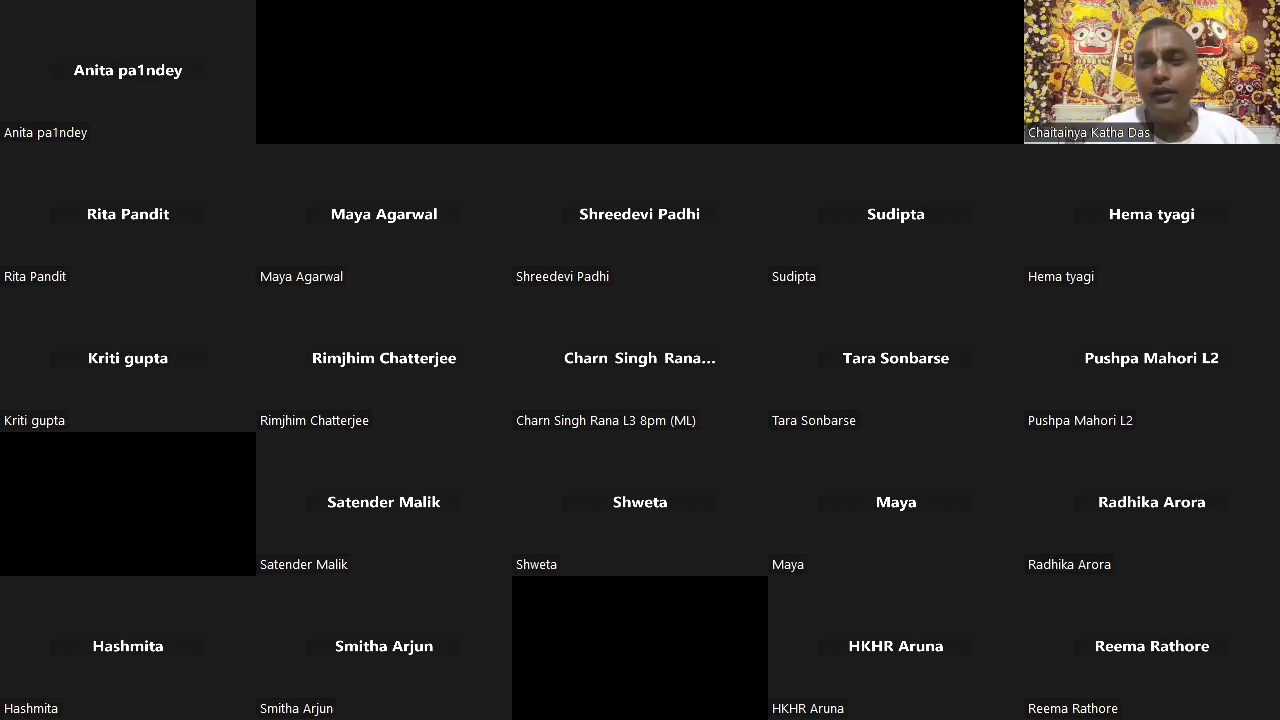 Anita pa1ndey
Anita pa1ndey
Chaitainya Katha Das
Rita Pandit
Maya Agarwal
Shreedevi Padhi
Sudipta
Hema tyagi
Rita Pandit
Maya Agarwal
Shreedevi Padhi
Sudipta
Hema tyagi
Kriti gupta
Rimjhim Chatterjee
Charn Singh Rana...
Tara Sonbarse
Pushpa Mahori L2
Kriti gupta
Rimjhim Chatterjee
Charn Singh Rana L3 8pm (ML)
Tara Sonbarse
Pushpa Mahori L2
Satender Malik
Shweta
Maya
Radhika Arora
Satender Malik
Shweta
Maya
Radhika Arora
Hashmita
Smitha Arjun
HKHR Aruna
Reema Rathore
Hashmita
Smitha Arjun
HKHR Aruna
Reema Rathore